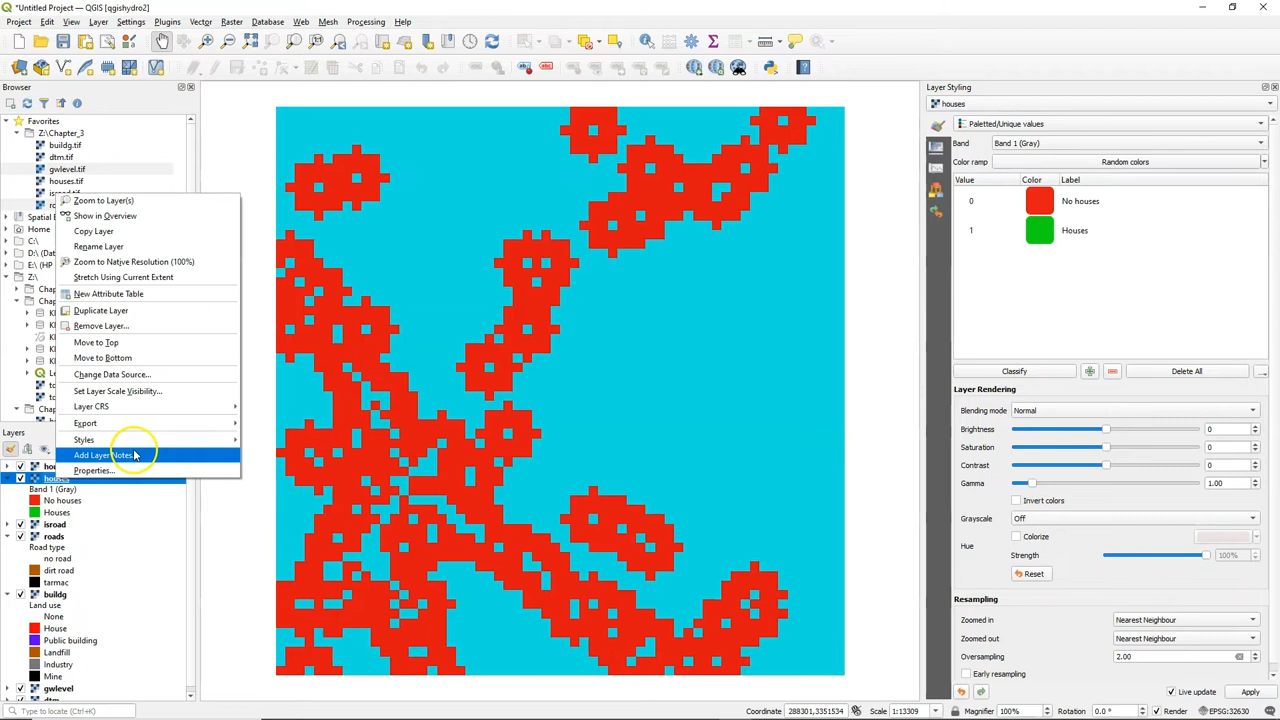 *Untitled Project — QGIS [qgishydro2]
Project Edit View Layer Settings Plugins Vector Raster Database Web Mesh Processing Help
Browser
Favorites
Z:\Chapter_3
buildg.tif
dtm.tif
gwlevel.tif
houses.tif
Home
C:\
Z:\
Zoom to Layer(s)
Show in Overview
Copy Layer
Rename Layer
Zoom to Native Resolution (100%)
Stretch Using Current Extent
New Attribute Table
Duplicate Layer
Remove Layer...
Move to Top
Move to Bottom
Change Data Source...
Set Layer Scale Visibility...
Layer CRS
Export
Styles
Add Layer Notes...
Properties...
Layers
houses
Band 1 (Gray)
No houses
Houses
isroad
roads
Road type
no road
dirt road
tarmac
buildg
Land use
None
House
Public building
Landfill
Industry
Mine
gwlevel
dtm
Layer Styling
houses
Paletted/Unique values
Band Band 1 (Gray)
Color ramp Random colors
Value Color Label
0 No houses
1 Houses
Classify Delete All ...
Layer Rendering
Blending mode Normal
Brightness 0
Saturation 0
Contrast 0
Gamma 1.00
Invert colors
Grayscale Off
Hue Colorize
Strength 100%
Reset
Resampling
Zoomed in Nearest Neighbour
Zoomed out Nearest Neighbour
Oversampling 2.00
Early resampling
Live update Apply
Type to locate (Ctrl+K) Coordinate 288301,3351534 Scale 1:13309 Magnifier 100% Rotation 0.0 ° Render EPSG:32630